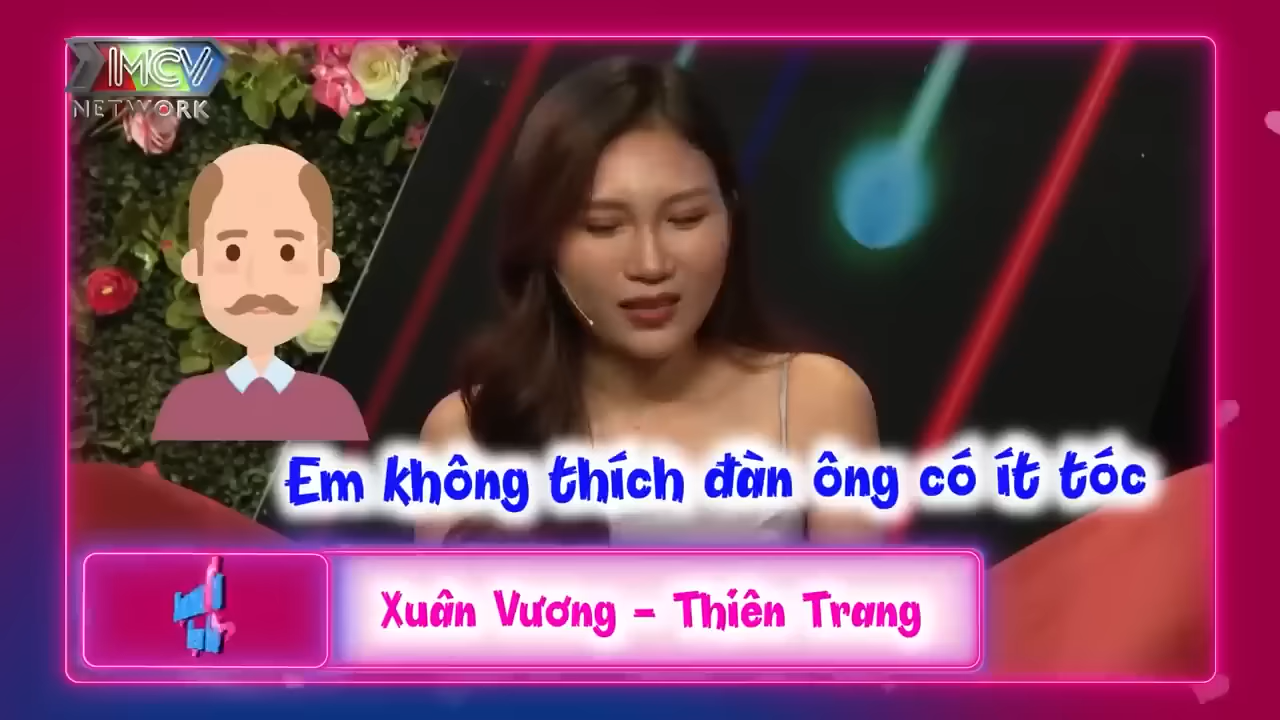 MCV
NETWORK
Em không thích đàn ông có ít tóc
Xuân Vương - Thiên Trang